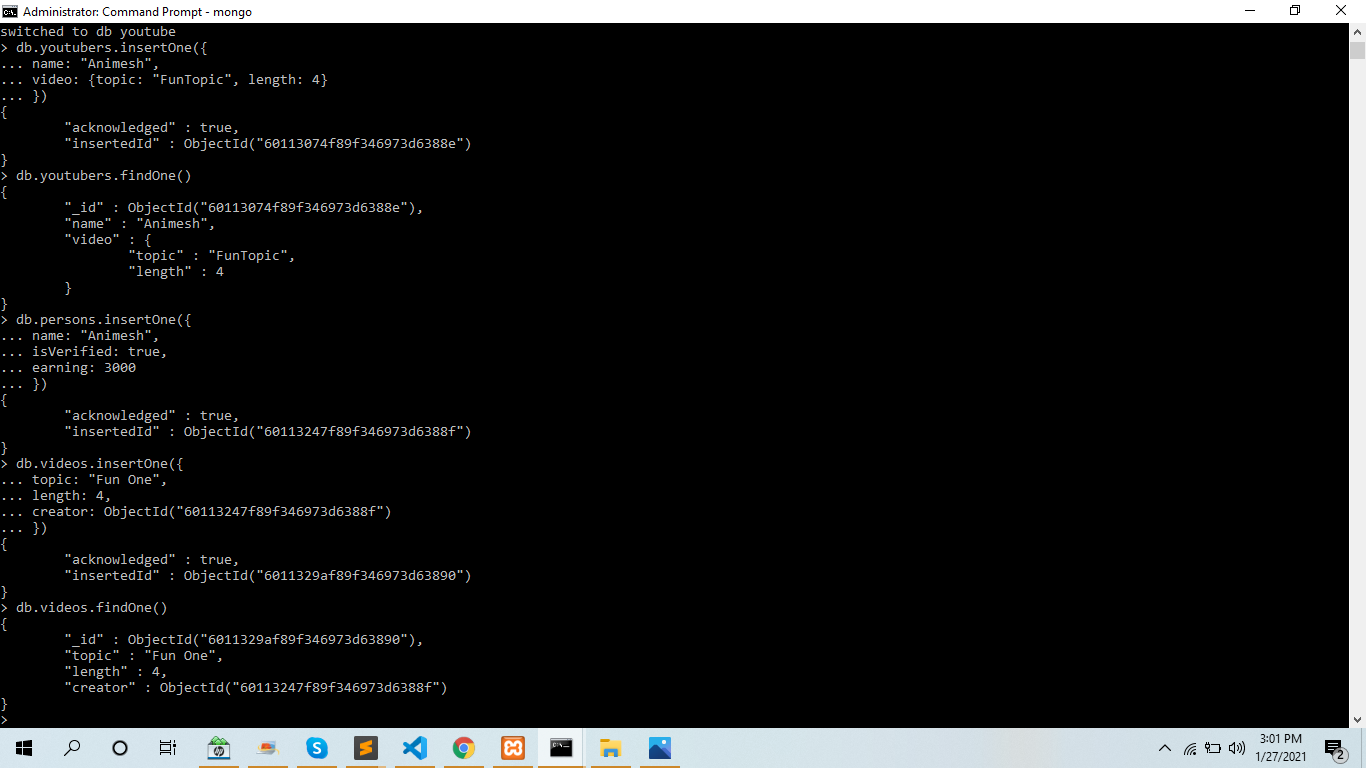 Administrator: Command Prompt - mongo
switched to db youtube
> db.youtubers.insertOne({
... name: "Animesh",
... video: {topic: "FunTopic", length: 4}
... })
{
        "acknowledged" : true,
        "insertedId" : ObjectId("60113074f89f346973d6388e")
}
> db.youtubers.findOne()
{
        "_id" : ObjectId("60113074f89f346973d6388e"),
        "name" : "Animesh",
        "video" : {
                "topic" : "FunTopic",
                "length" : 4
        }
}
> db.persons.insertOne({
... name: "Animesh",
... isVerified: true,
... earning: 3000
... })
{
        "acknowledged" : true,
        "insertedId" : ObjectId("60113247f89f346973d6388f")
}
> db.videos.insertOne({
... topic: "Fun One",
... length: 4,
... creator: ObjectId("60113247f89f346973d6388f")
... })
{
        "acknowledged" : true,
        "insertedId" : ObjectId("6011329af89f346973d63890")
}
> db.videos.findOne()
{
        "_id" : ObjectId("6011329af89f346973d63890"),
        "topic" : "Fun One",
        "length" : 4,
        "creator" : ObjectId("60113247f89f346973d6388f")
}
>
3:01 PM
1/27/2021
2